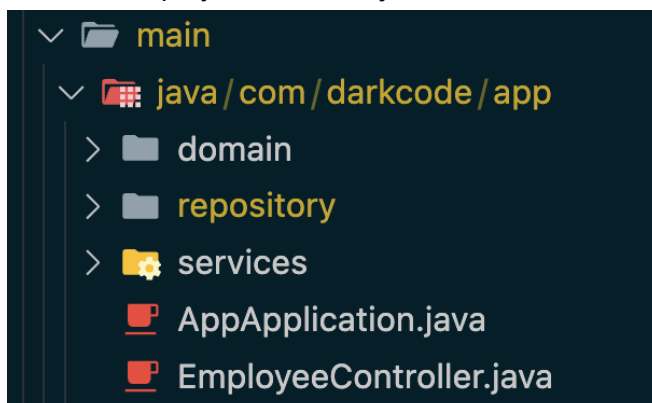 main
java/com/darkcode/app
domain
repository
services
AppApplication.java
EmployeeController.java